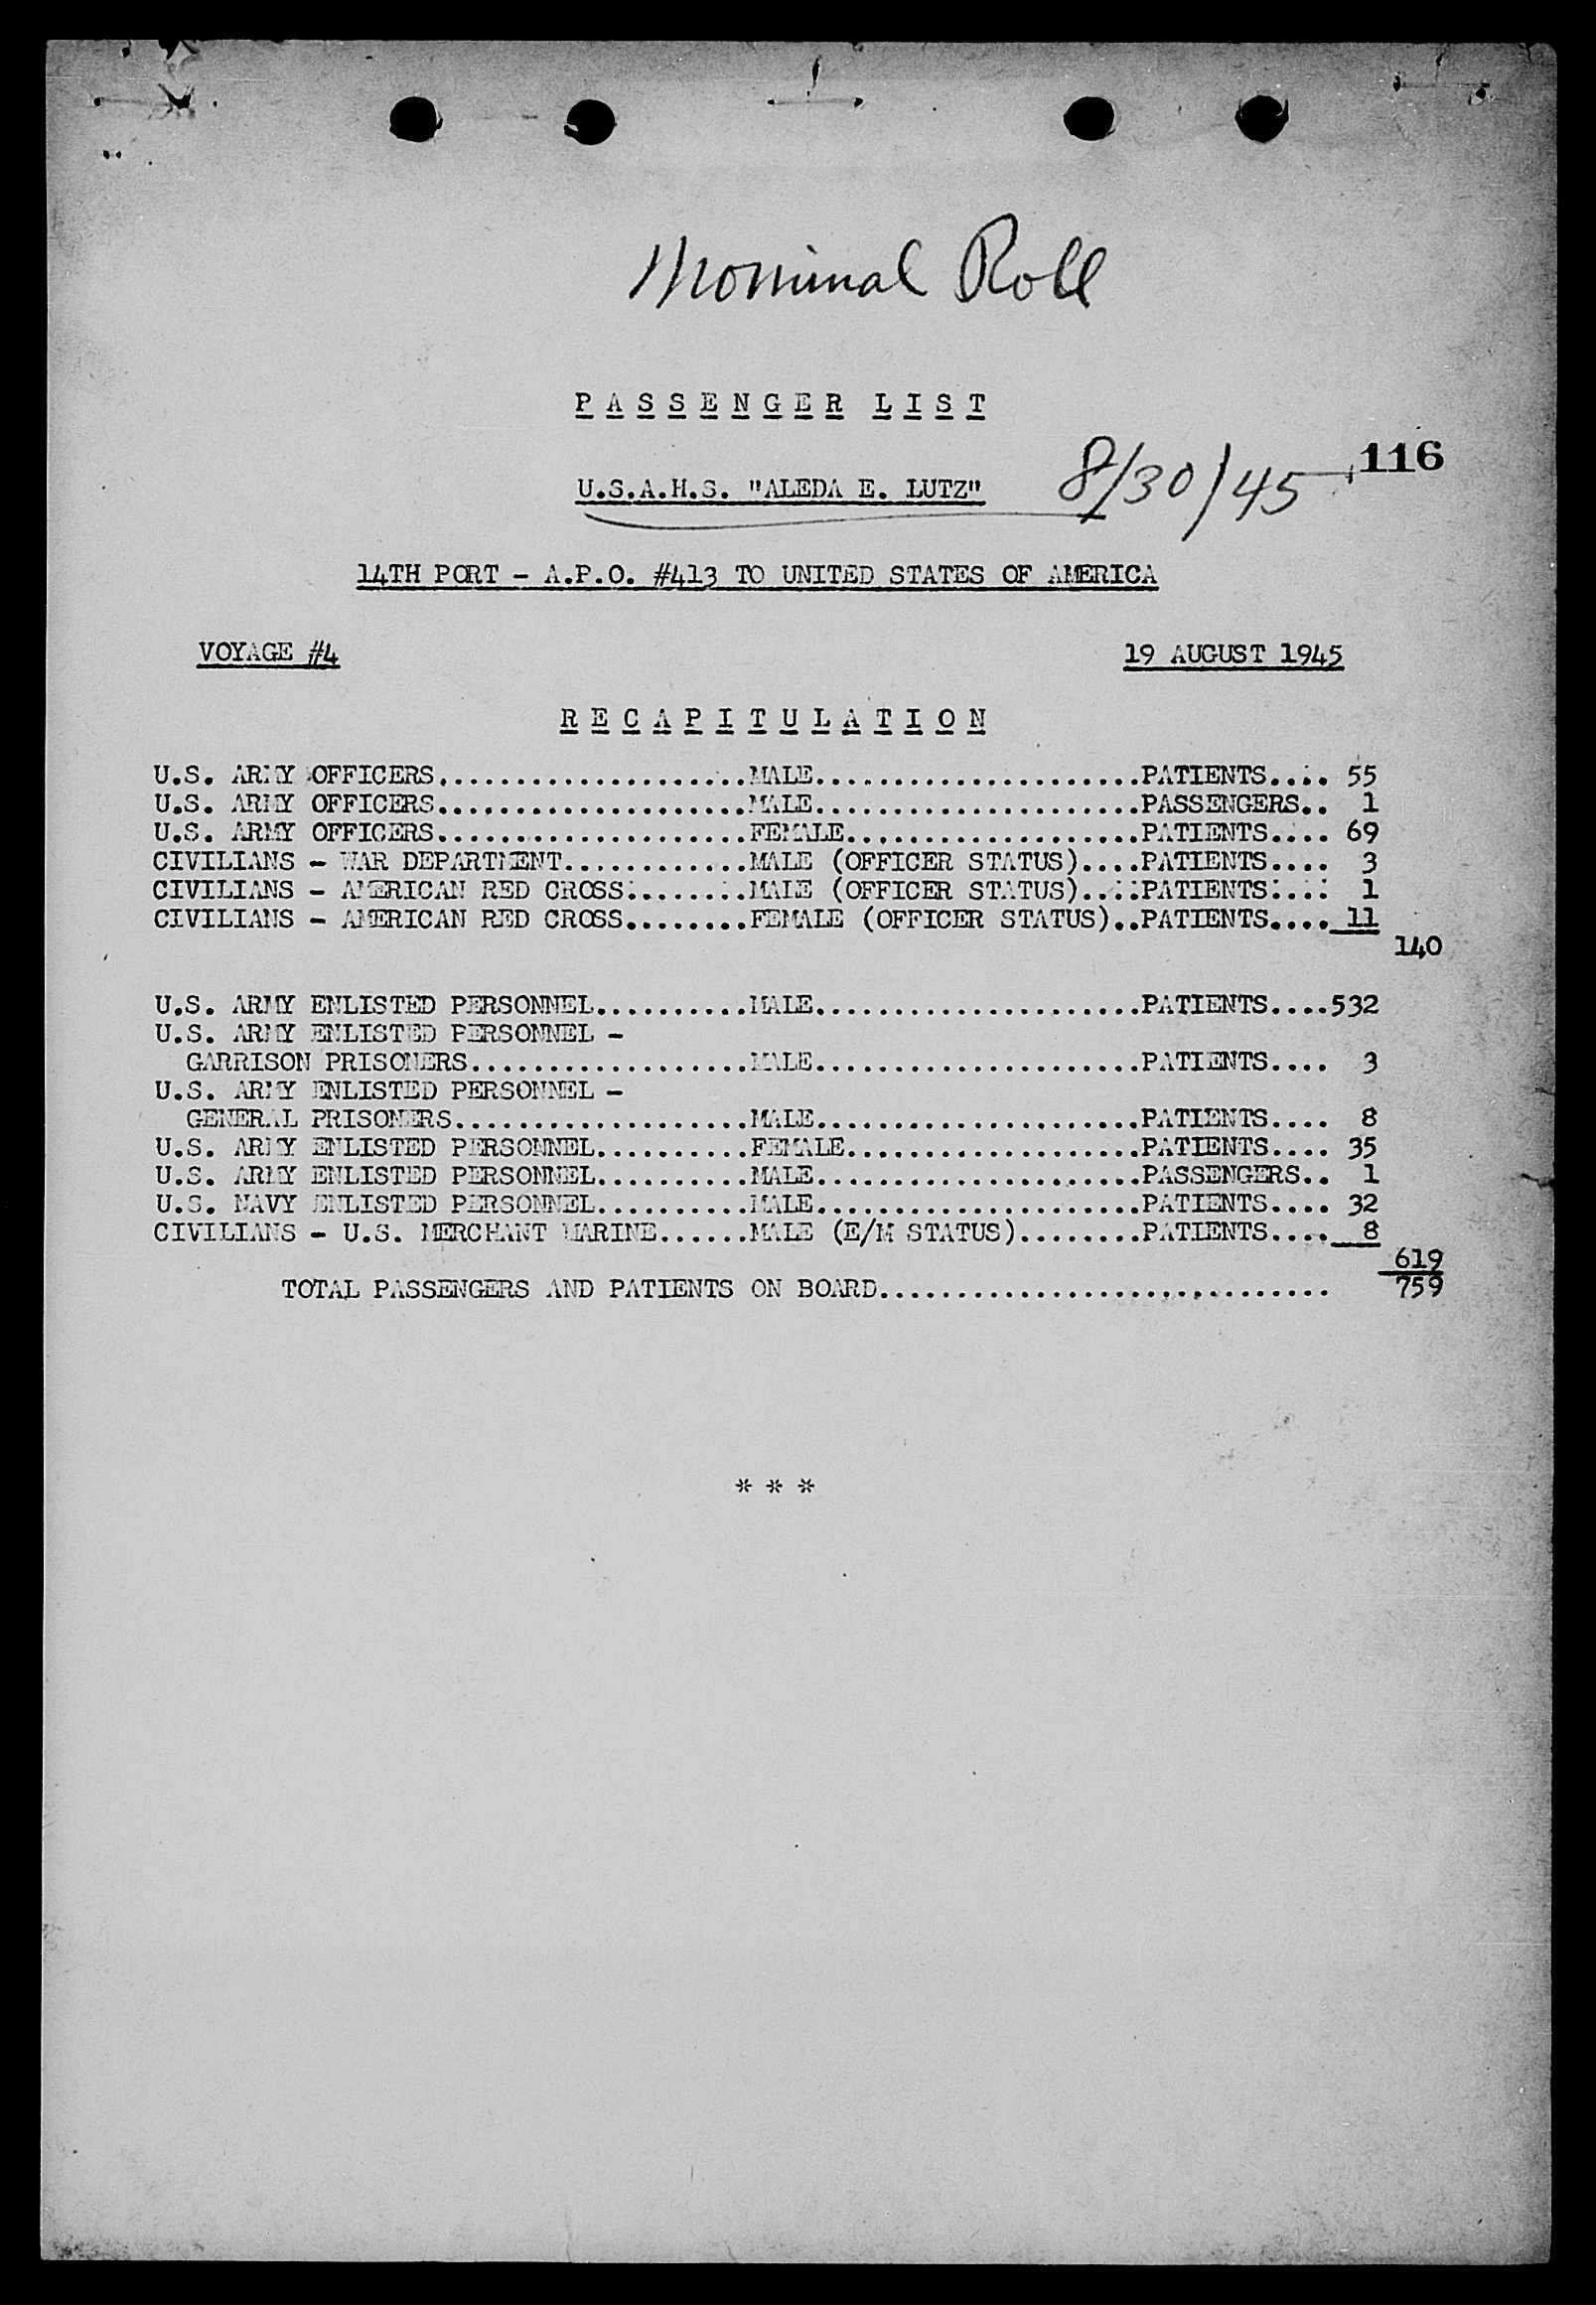 Nominal Roll
P A S S E N G E R L I S T
116
U.S.A.H.S. "ALEDA E. LUTZ" 8/30/45
14TH PORT - A.P.O. #413 TO UNITED STATES OF AMERICA
VOYAGE #4 19 AUGUST 1945
R E C A P I T U L A T I O N
U.S. ARMY OFFICERS....................MALE.....................PATIENTS.... 55
U.S. ARMY OFFICERS....................MALE.....................PASSENGERS.. 1
U.S. ARMY OFFICERS....................FEMALE...................PATIENTS.... 69
CIVILIANS - WAR DEPARTMENT............MALE (OFFICER STATUS)....PATIENTS.... 3
CIVILIANS - AMERICAN RED CROSS........MALE (OFFICER STATUS)....PATIENTS.... 1
CIVILIANS - AMERICAN RED CROSS........FEMALE (OFFICER STATUS)..PATIENTS.... 11
140
U.S. ARMY ENLISTED PERSONNEL..........MALE.....................PATIENTS....532
U.S. ARMY ENLISTED PERSONNEL -
GARRISON PRISONERS..................MALE.....................PATIENTS.... 3
U.S. ARMY ENLISTED PERSONNEL -
GENERAL PRISONERS...................MALE.....................PATIENTS.... 8
U.S. ARMY ENLISTED PERSONNEL..........FEMALE...................PATIENTS.... 35
U.S. ARMY ENLISTED PERSONNEL..........MALE.....................PASSENGERS.. 1
U.S. NAVY ENLISTED PERSONNEL..........MALE.....................PATIENTS.... 32
CIVILIANS - U.S. MERCHANT MARINE......MALE (E/M STATUS)........PATIENTS.... 8
619
TOTAL PASSENGERS AND PATIENTS ON BOARD............................. 759
* * *